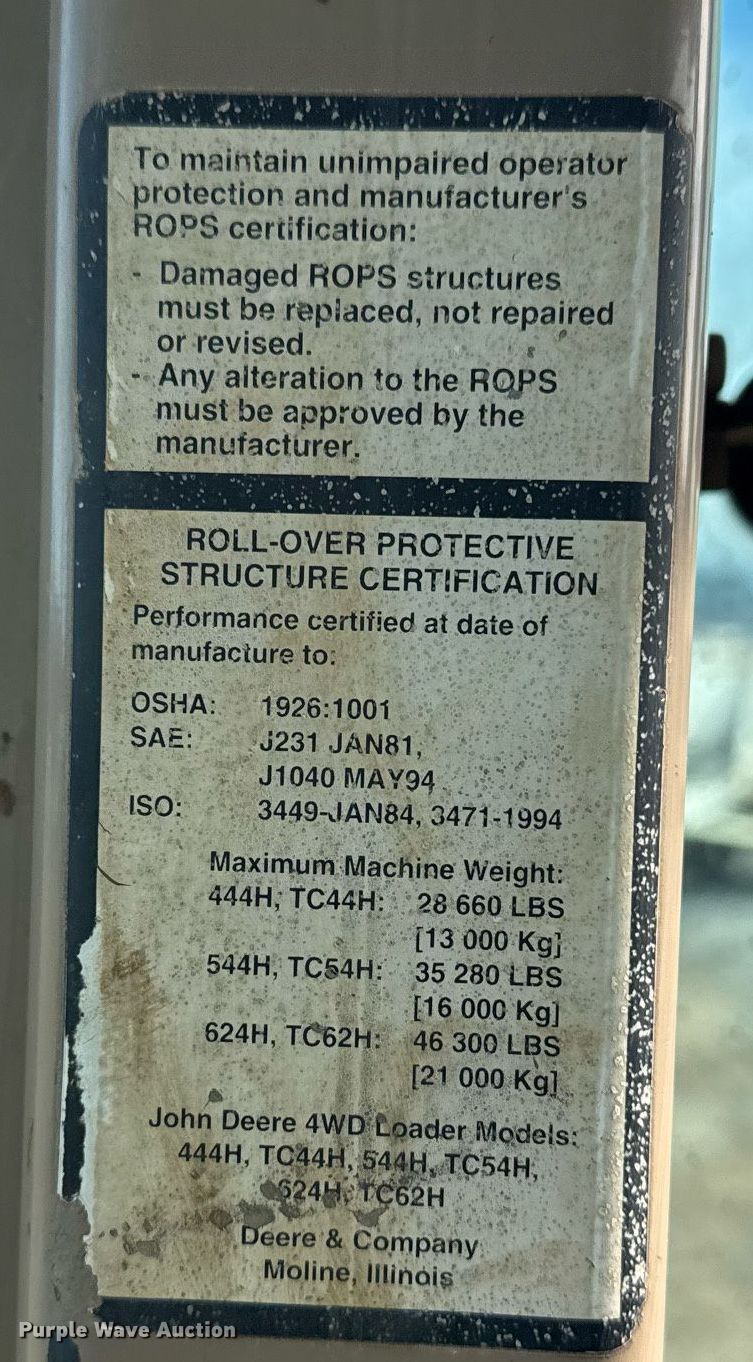 To maintain unimpaired operator
protection and manufacturer's
ROPS certification:
- Damaged ROPS structures
must be replaced, not repaired
or revised.
- Any alteration to the ROPS
must be approved by the
manufacturer.
ROLL-OVER PROTECTIVE
STRUCTURE CERTIFICATION
Performance certified at date of
manufacture to:
OSHA: 1926:1001
SAE: J231 JAN81,
J1040 MAY94
ISO: 3449-JAN84, 3471-1994
Maximum Machine Weight:
444H, TC44H: 28 660 LBS
[13 000 Kg]
544H, TC54H: 35 280 LBS
[16 000 Kg]
624H, TC62H: 46 300 LBS
[21 000 Kg]
John Deere 4WD Loader Models:
444H, TC44H, 544H, TC54H,
624H, TC62H
Deere & Company
Moline, Illinois
Purple Wave Auction